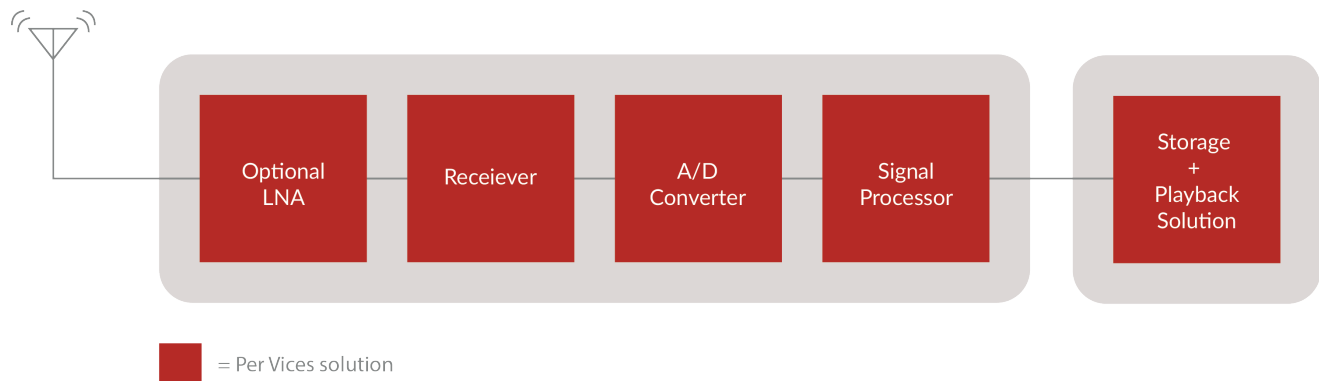 Optional
LNA
Receiever
A/D
Converter
Signal
Processor
Storage
+
Playback
Solution
= Per Vices solution